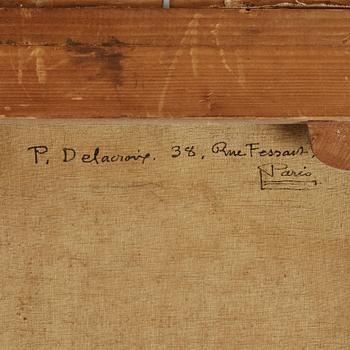 P. Delacroix. 38, Rue Fessart,
Paris